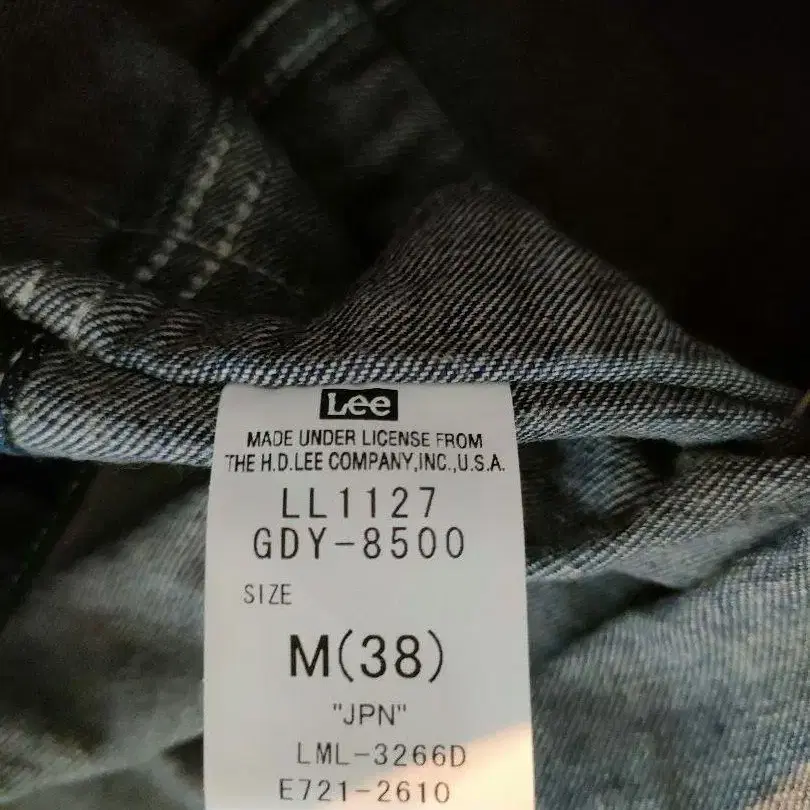 Lee
MADE UNDER LICENSE FROM
THE H.D.LEE COMPANY,INC.,U.S.A.
LL1127
GDY-8500
SIZE
M(38)
"JPN"
LML-3266D
E721-2610